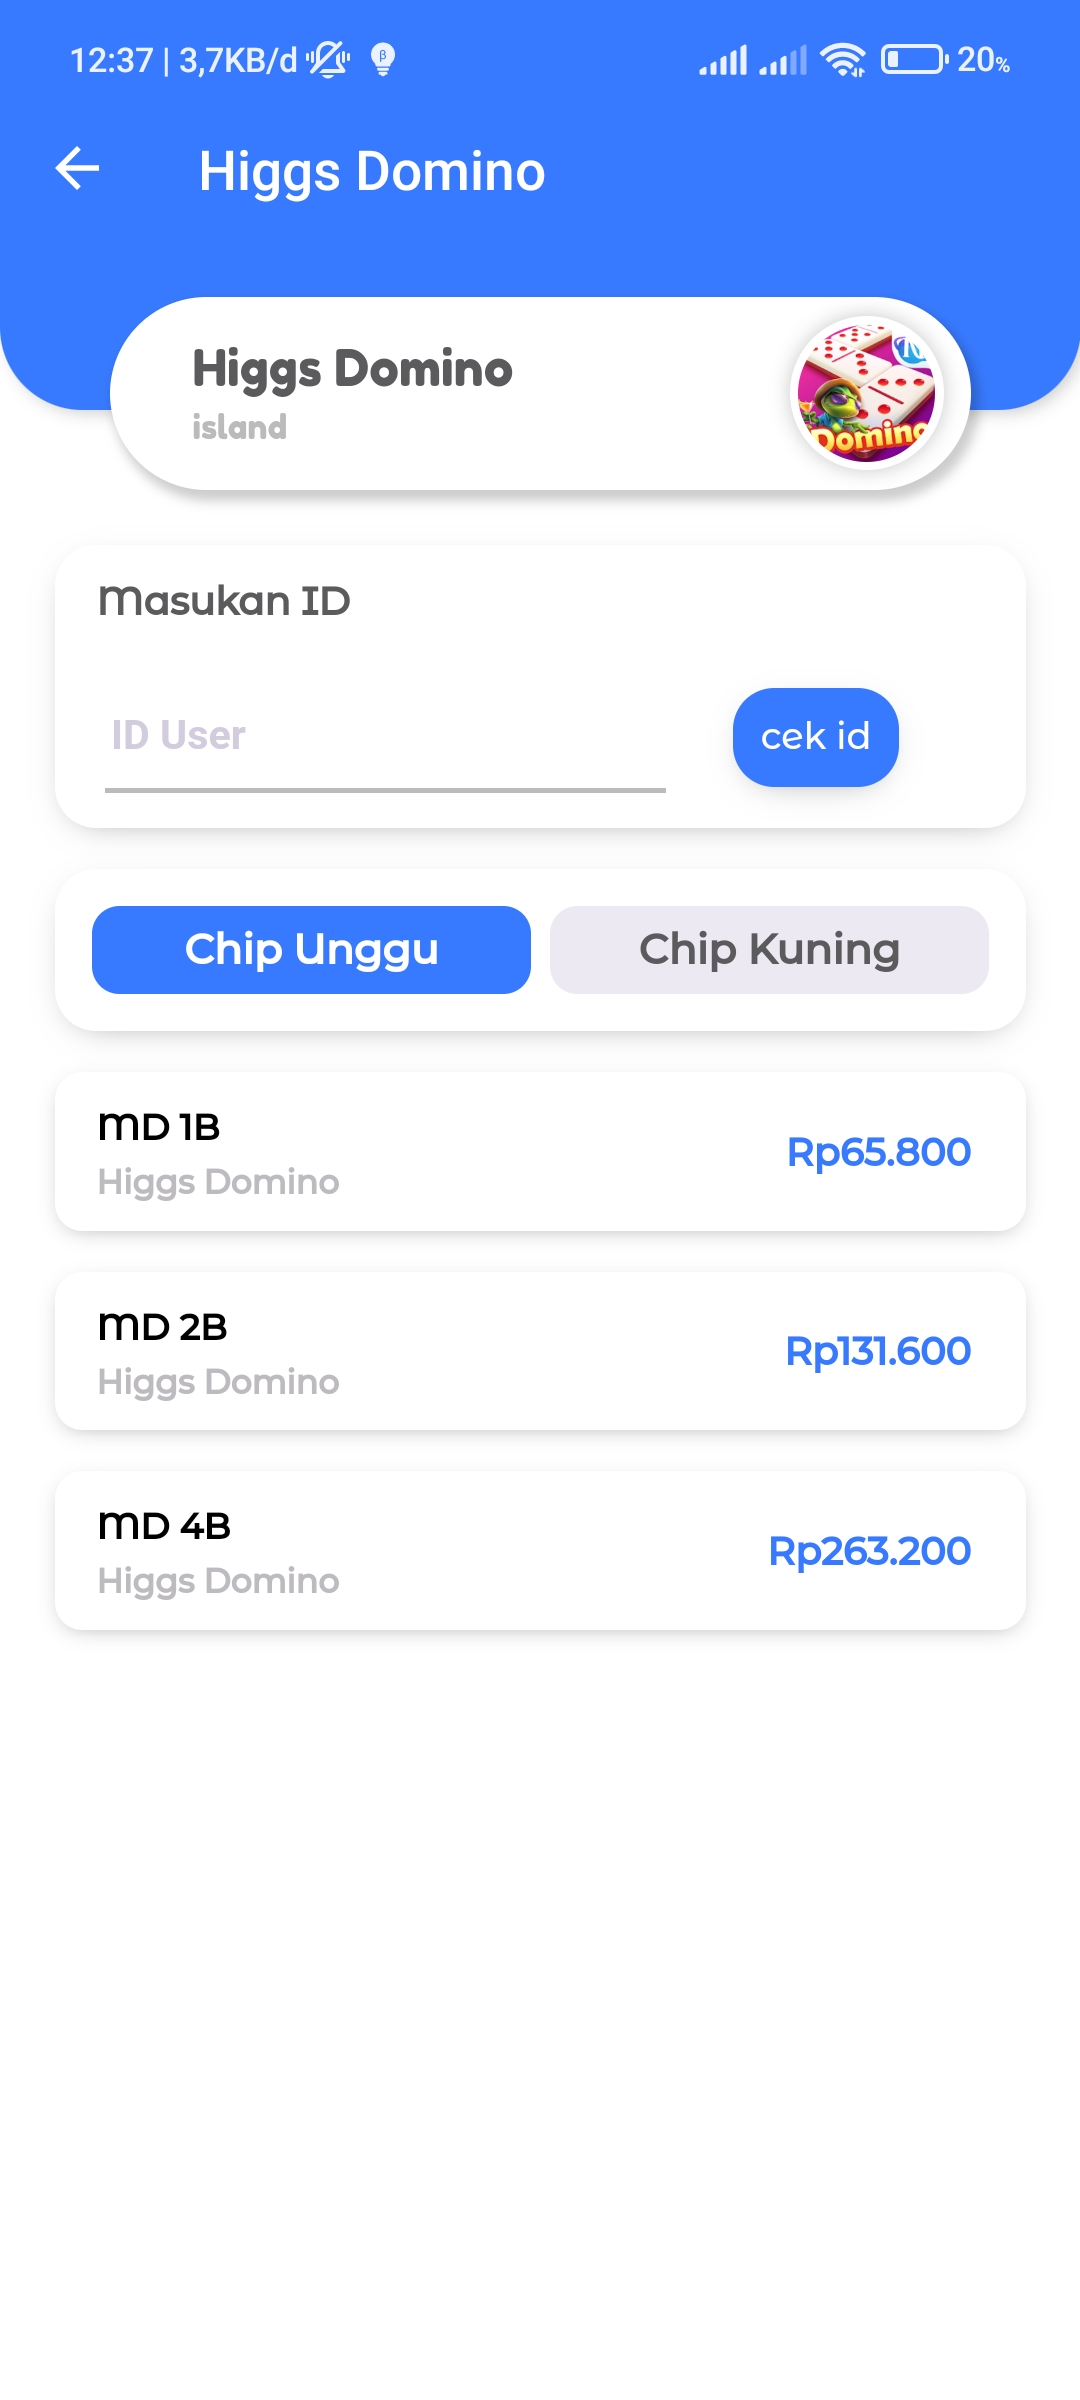 12:37 | 3,7KB/d
20%
Higgs Domino
Higgs Domino
island
Domino
Masukan ID
ID User
cek id
Chip Unggu
Chip Kuning
MD 1B
Rp65.800
Higgs Domino
MD 2B
Rp131.600
Higgs Domino
MD 4B
Rp263.200
Higgs Domino